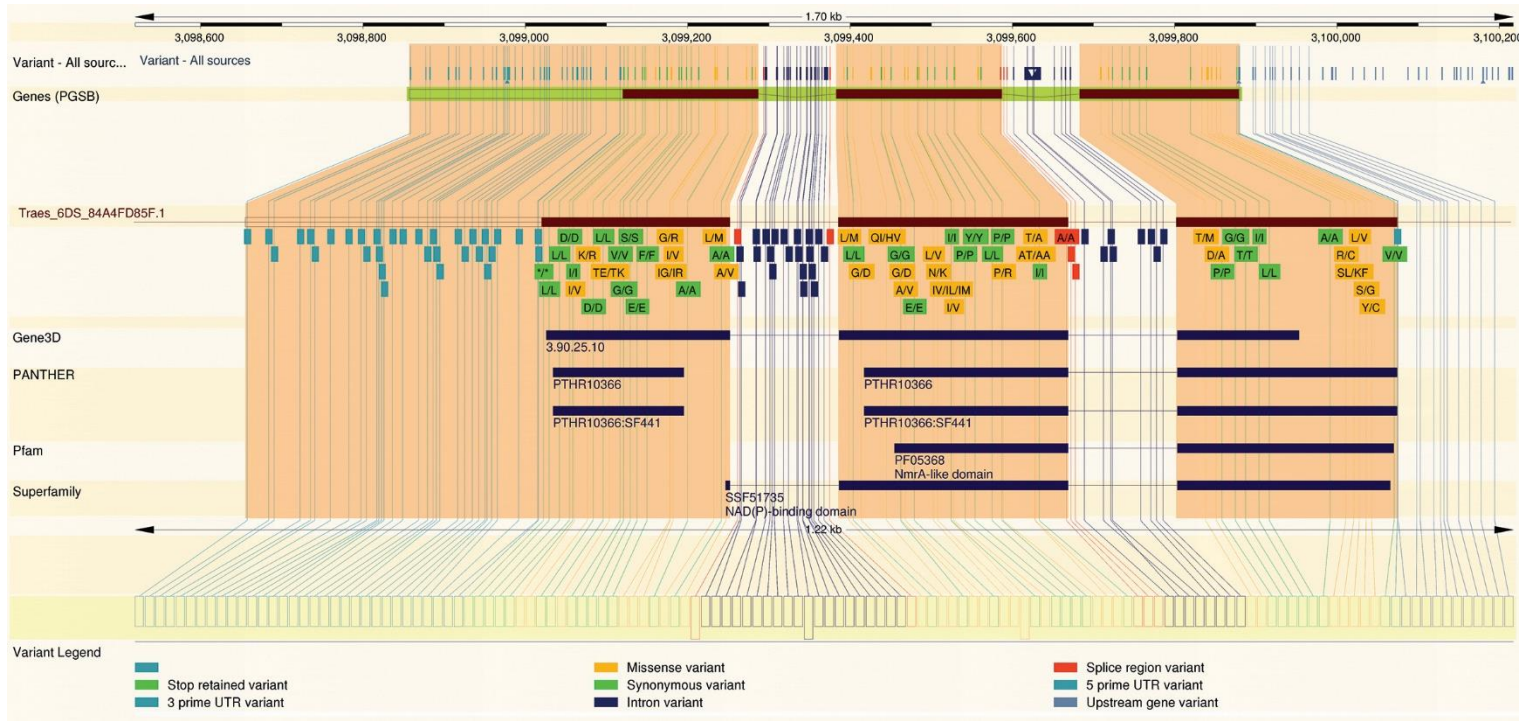 1.70 kb
3,098,600 3,098,800 3,099,000 3,099,200 3,099,400 3,099,600 3,099,800 3,100,000 3,100,200
Variant - All sourc... Variant - All sources
Genes (PGSB)
Traes_6DS_84A4FD85F.1
D/D L/L S/S G/R L/M L/M QI/HV I/I Y/Y P/P T/A A/A T/M G/G I/I A/A L/V
L/L K/R V/V F/F I/V A/A L/L G/G L/V P/P L/L AT/AA D/A T/T R/C V/V
*/* I/I TE/TK IG/IR A/V G/D G/D N/K P/R I/I P/P L/L SL/KF
L/L I/V G/G A/A A/V IV/IL/IM S/G
D/D E/E E/E I/V Y/C
Gene3D
3.90.25.10
PANTHER
PTHR10366 PTHR10366
PTHR10366:SF441 PTHR10366:SF441
Pfam
PF05368
NmrA-like domain
Superfamily
SSF51735
NAD(P)-binding domain
1.22 kb
Variant Legend
Missense variant Splice region variant
Stop retained variant Synonymous variant 5 prime UTR variant
3 prime UTR variant Intron variant Upstream gene variant